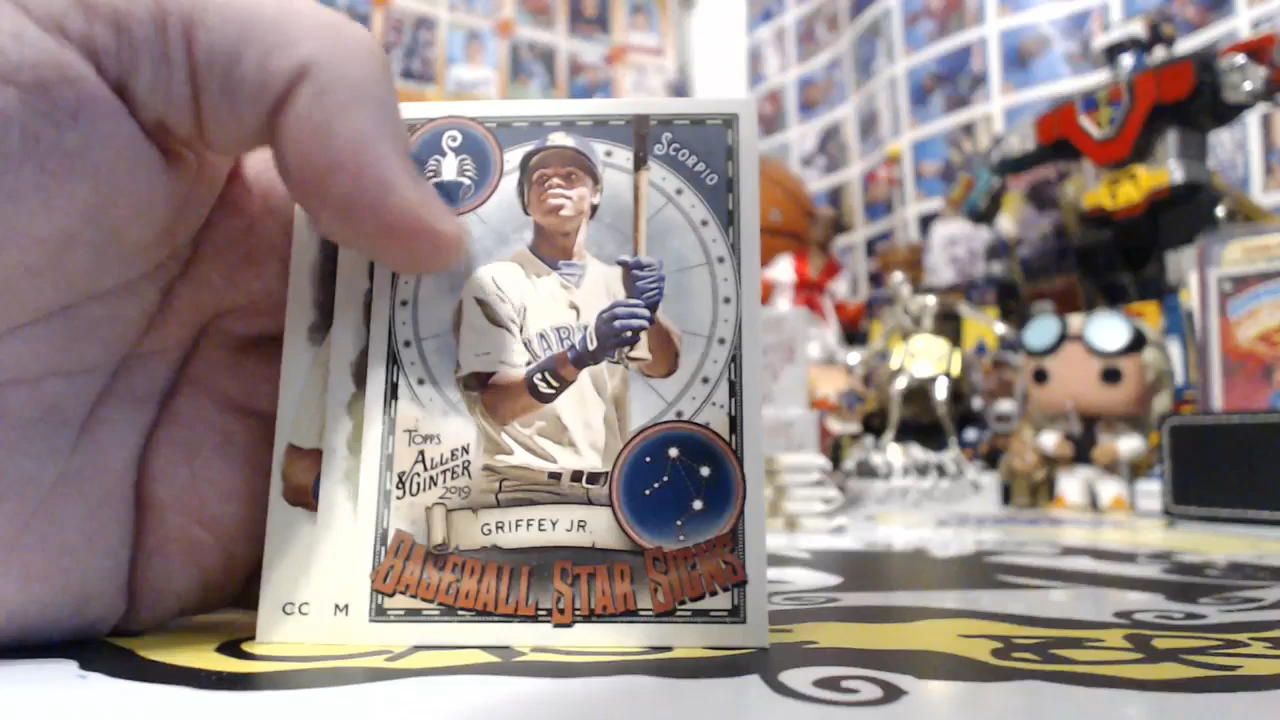 SCORPIO
TOPPS
ALLEN
& GINTER
2019
GRIFFEY JR.
BASEBALL STAR SIGNS
CC M